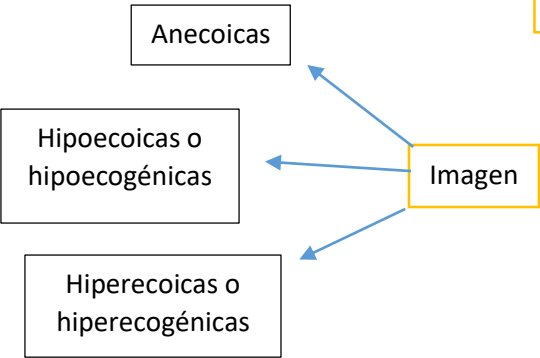 Anecoicas
Hipoecoicas o
hipoecogénicas
Imagen
Hiperecoicas o
hiperecogénicas